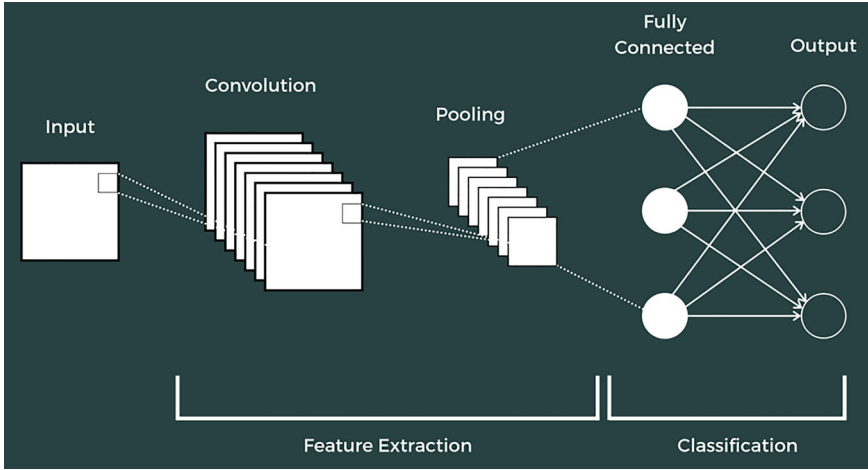 Input
Convolution
Pooling
Fully
Connected
Output
Feature Extraction
Classification